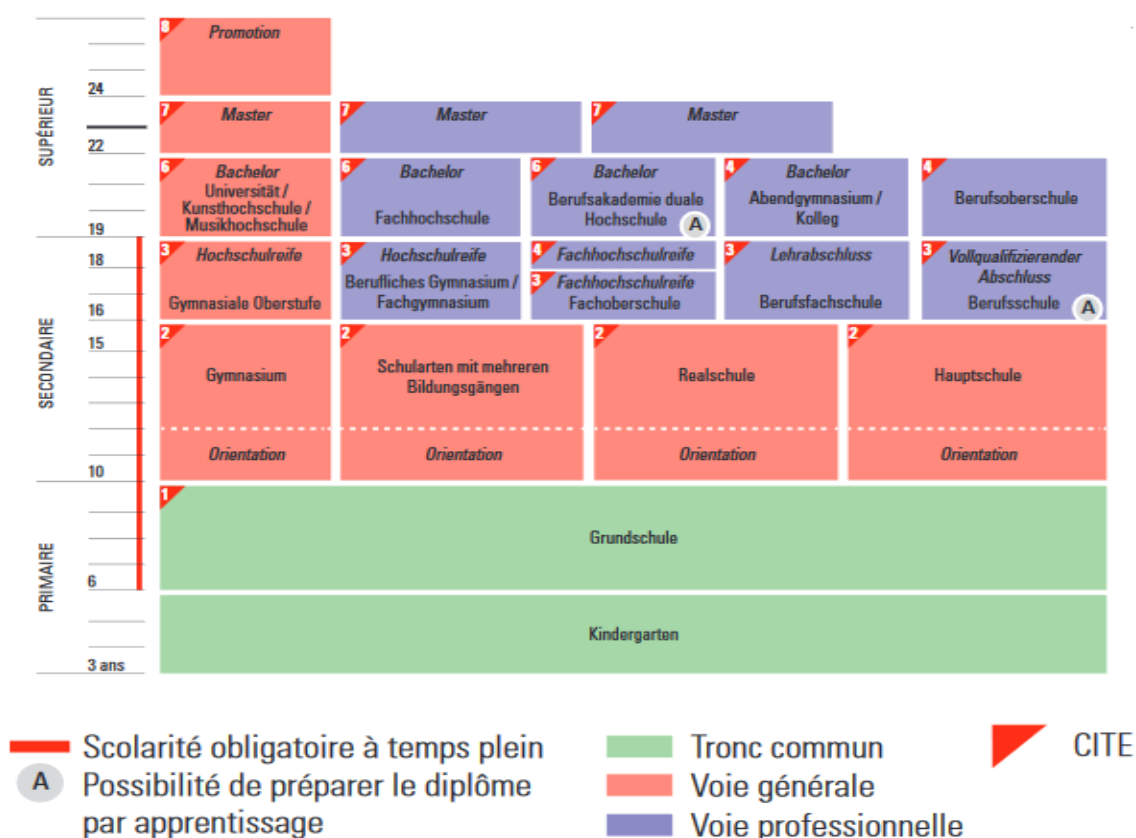 8
Promotion
24
7
Master
7
Master
7
Master
22
6
Bachelor
Universität /
Kunsthochschule /
Musikhochschule
6
Bachelor
Fachhochschule
6
Bachelor
Berufsakademie duale
Hochschule
A
4
Bachelor
Abendgymnasium /
Kolleg
4
Berufsoberschule
19
SUPÉRIEUR
3
Hochschulreife
Gymnasiale Oberstufe
3
Hochschulreife
Berufliches Gymnasium /
Fachgymnasium
4
Fachhochschulreife
3
Fachhochschulreife
Fachoberschule
3
Lehrabschluss
Berufsfachschule
3
Vollqualifizierender
Abschluss
Berufsschule
A
18
16
15
2
Gymnasium
2
Schularten mit mehreren
Bildungsgängen
2
Realschule
2
Hauptschule
Orientation
Orientation
Orientation
Orientation
10
SECONDAIRE
1
Grundschule
6
Kindergarten
3 ans
PRIMAIRE
Scolarité obligatoire à temps plein
A
Possibilité de préparer le diplôme
par apprentissage
Tronc commun
Voie générale
Voie professionnelle
CITE